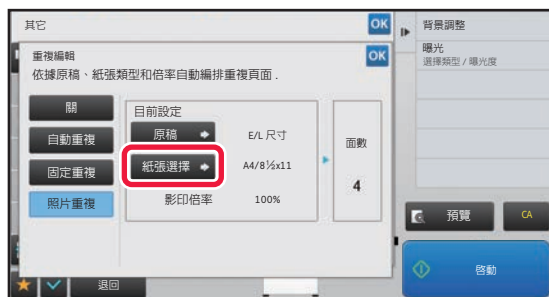 其它
OK
重複編輯
OK
依據原稿、紙張類型和倍率自動編排重複頁面.
關
自動重複
固定重複
照片重複
目前設定
原稿
E/L 尺寸
紙張選擇
A4/8½x11
影印倍率
100%
面數
4
退回
背景調整
曝光
選擇類型 / 曝光度
預覽
CA
啓動